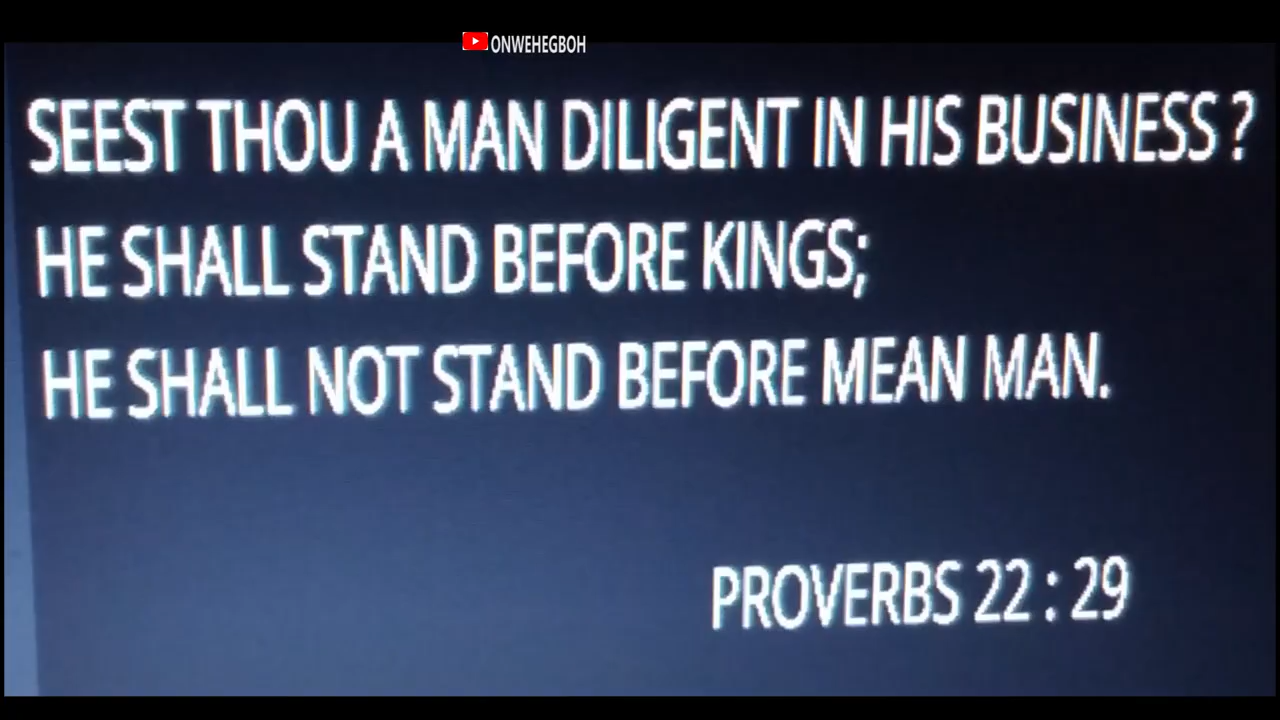 ONWEHEGBOH
SEEST THOU A MAN DILIGENT IN HIS BUSINESS ?
HE SHALL STAND BEFORE KINGS;
HE SHALL NOT STAND BEFORE MEAN MAN.
PROVERBS 22 : 29